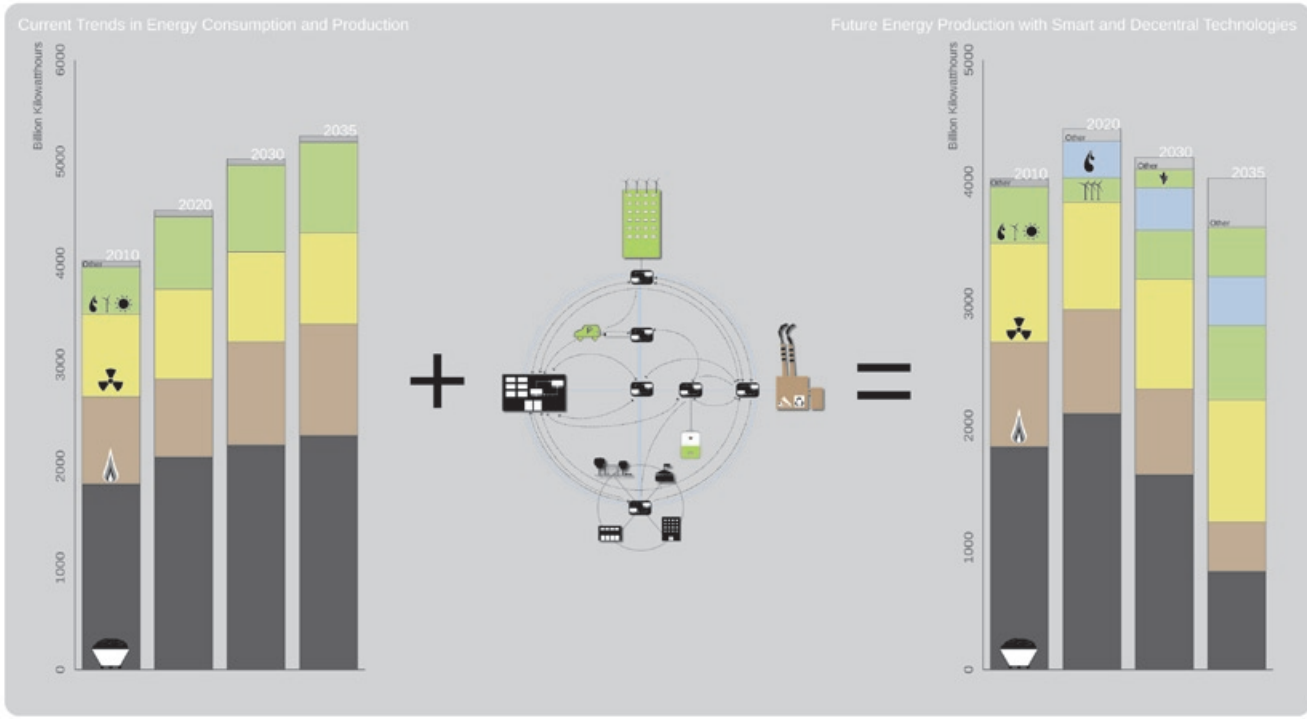 Current Trends in Energy Consumption and Production
Future Energy Production with Smart and Decentral Technologies
Billion Kilowatthours
6000
5000
4000
3000
2000
1000
0
2010
Other
2020
2030
2035
+
=
Billion Kilowatthours
5000
4000
3000
2000
1000
0
2010
Other
2020
Other
2030
Other
2035
Other